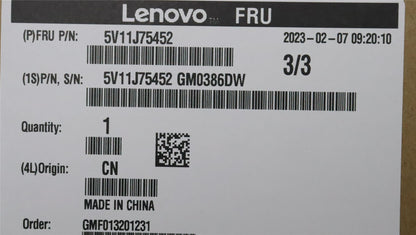 Lenovo™ FRU
(P)FRU P/N: 5V11J75452 2023-02-07 09:20:10
3/3
(1S)P/N, S/N: 5V11J75452 GM0386DW
Quantity: 1
(4L)Origin: CN
MADE IN CHINA
Order: GMF013201231